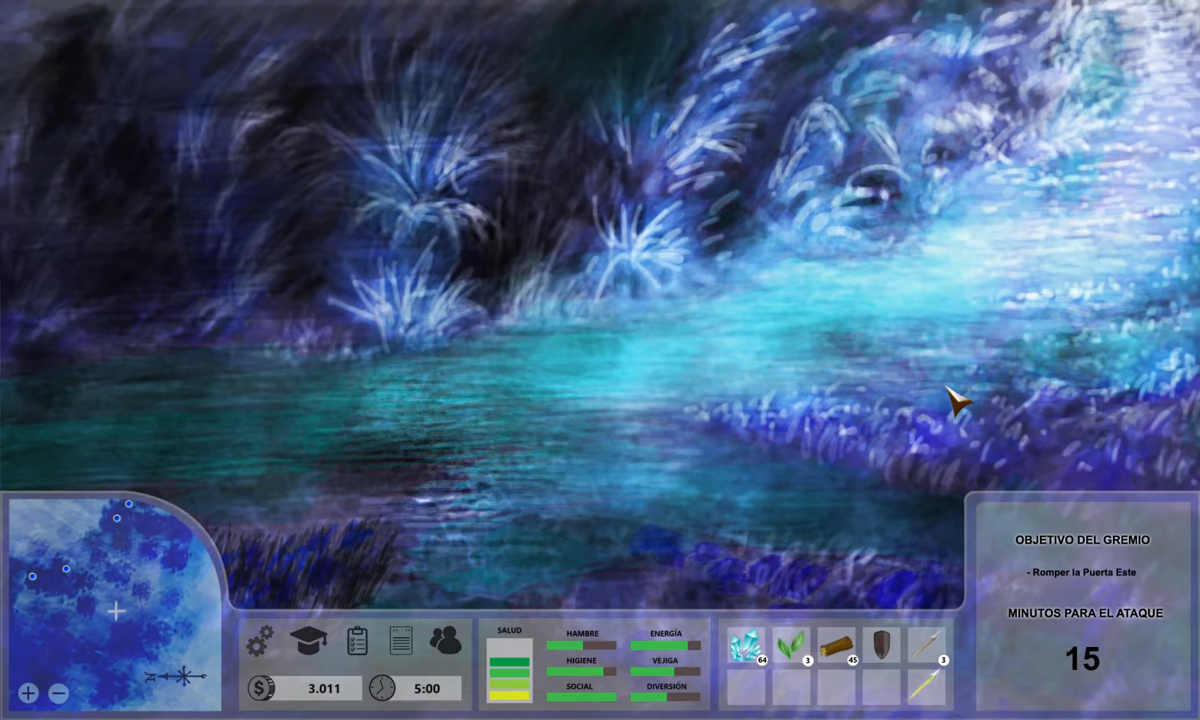 OBJETIVO DEL GREMIO
- Romper la Puerta Este
MINUTOS PARA EL ATAQUE
15
SALUD
HAMBRE
ENERGÍA
HIGIENE
VEJIGA
SOCIAL
DIVERSIÓN
$
3.011
5:00
64
3
45
3
N